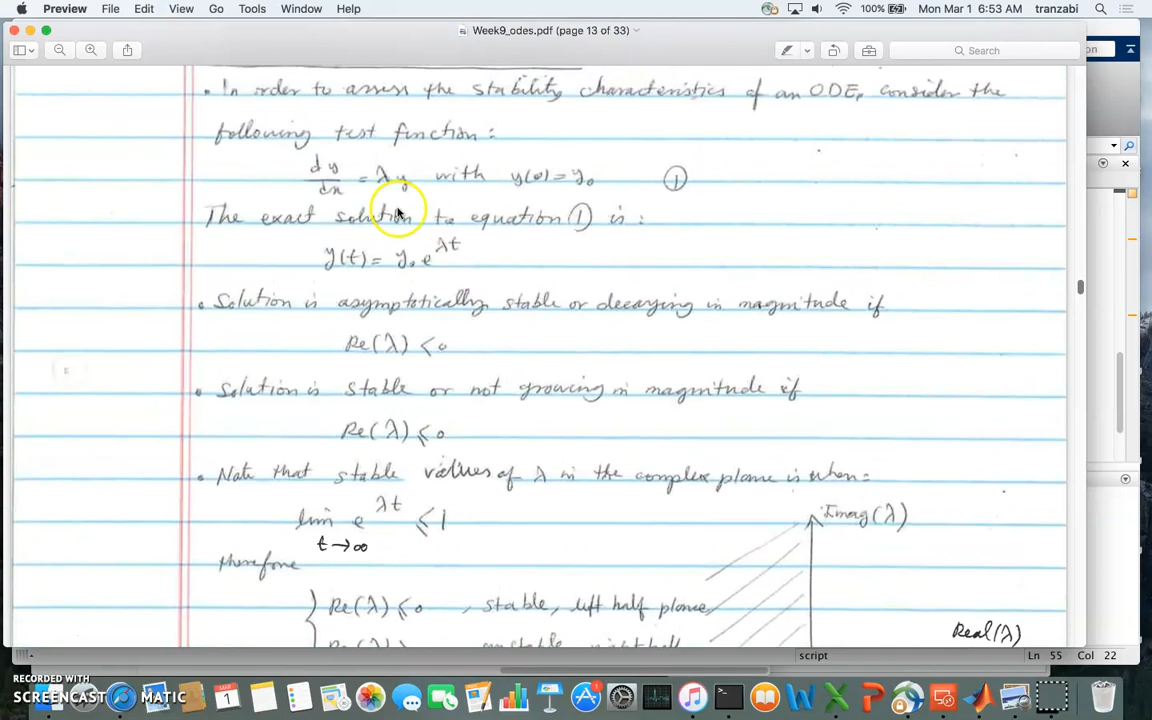 Preview File Edit View Go Tools Window Help 100% Mon Mar 1 6:53 AM tranzabi
Week9_odes.pdf (page 13 of 33)
Search
on
• In order to assess the stability characteristics of an ODE, consider the
following test function:
dy/dx = λy with y(0) = y₀ ①
The exact solution to equation ① is:
y(t) = y₀ e^λt
• Solution is asymptotically stable or decaying in magnitude if
Re(λ) < 0
• Solution is stable or not growing in magnitude if
Re(λ) ⩽ 0
• Note that stable values of λ in the complex plane is when:
lim e^λt ⩽ 1
t→∞
Imag(λ)
therefore
Re(λ) ⩽ 0 , stable, left half plane
Real(λ)
script Ln 55 Col 22
RECORDED WITH
SCREENCAST MATIC